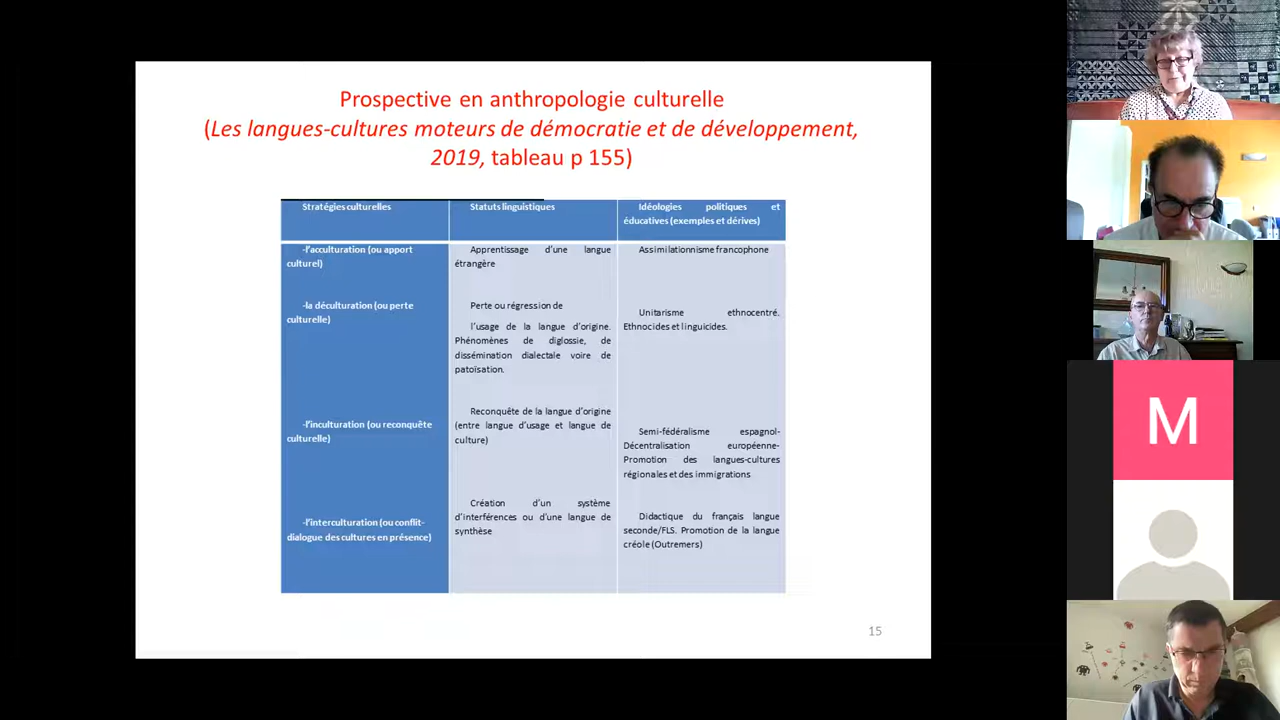 Prospective en anthropologie culturelle
(Les langues-cultures moteurs de démocratie et de développement,
2019, tableau p 155)
Stratégies culturelles
Statuts linguistiques
Idéologies politiques et
éducatives (exemples et dérives)
-l'acculturation (ou apport
culturel)
Apprentissage d'une langue
étrangère
Assimilationnisme francophone
-la déculturation (ou perte
culturelle)
Perte ou régression de
l'usage de la langue d'origine.
Phénomènes de diglossie, de
dissémination dialectale voire de
patoïsation.
Unitarisme ethnocentré.
Ethnocides et linguicides.
-l'inculturation (ou reconquête
culturelle)
Reconquête de la langue d'origine
(entre langue d'usage et langue de
culture)
Semi-fédéralisme espagnol-
Décentralisation européenne-
Promotion des langues-cultures
régionales et des immigrations
-l'interculturation (ou conflit-
dialogue des cultures en présence)
Création d'un système
d'interférences ou d'une langue de
synthèse
Didactique du français langue
seconde/FLS. Promotion de la langue
créole (Outremers)
15
M